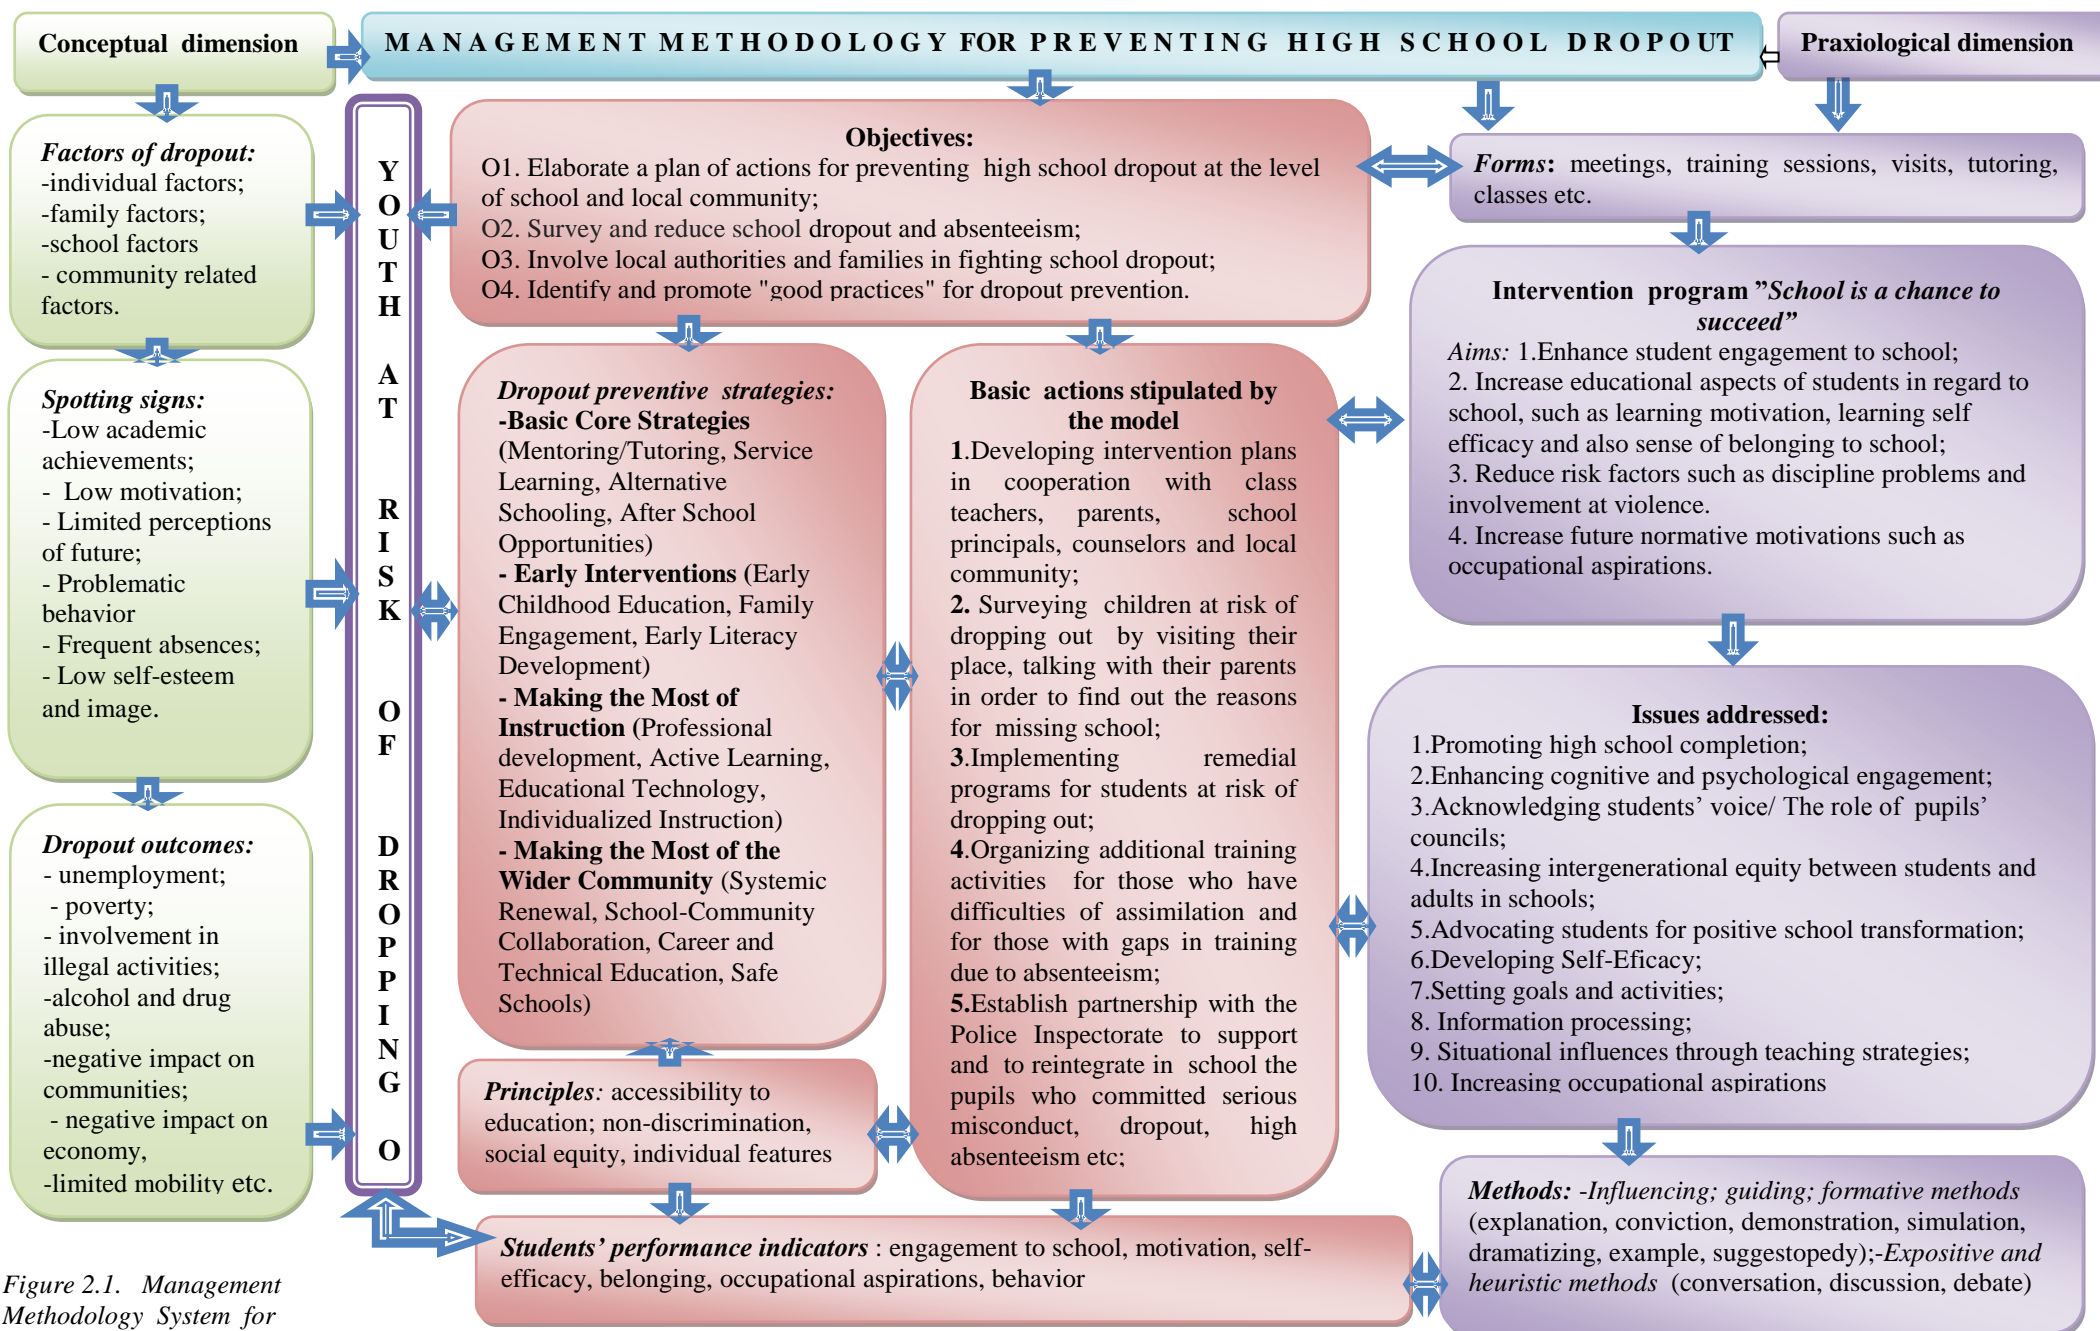 Conceptual dimension
MANAGEMENT METHODOLOGY FOR PREVENTING HIGH SCHOOL DROPOUT
Praxiological dimension
Factors of dropout:
-individual factors;
-family factors;
-school factors
- community related
factors.
Spotting signs:
-Low academic
achievements;
- Low motivation;
- Limited perceptions
of future;
- Problematic
behavior
- Frequent absences;
- Low self-esteem
and image.
Dropout outcomes:
- unemployment;
- poverty;
- involvement in
illegal activities;
-alcohol and drug
abuse;
-negative impact on
communities;
- negative impact on
economy,
-limited mobility etc.
YOUTH AT RISK OF DROPPING O
Objectives:
O1. Elaborate a plan of actions for preventing high school dropout at the level
of school and local community;
O2. Survey and reduce school dropout and absenteeism;
O3. Involve local authorities and families in fighting school dropout;
O4. Identify and promote "good practices" for dropout prevention.
Dropout preventive strategies:
-Basic Core Strategies
(Mentoring/Tutoring, Service
Learning, Alternative
Schooling, After School
Opportunities)
- Early Interventions (Early
Childhood Education, Family
Engagement, Early Literacy
Development)
- Making the Most of
Instruction (Professional
development, Active Learning,
Educational Technology,
Individualized Instruction)
- Making the Most of the
Wider Community (Systemic
Renewal, School-Community
Collaboration, Career and
Technical Education, Safe
Schools)
Principles: accessibility to
education; non-discrimination,
social equity, individual features
Basic actions stipulated by
the model
1.Developing intervention plans
in cooperation with class
teachers, parents, school
principals, counselors and local
community;
2. Surveying children at risk of
dropping out by visiting their
place, talking with their parents
in order to find out the reasons
for missing school;
3.Implementing remedial
programs for students at risk of
dropping out;
4.Organizing additional training
activities for those who have
difficulties of assimilation and
for those with gaps in training
due to absenteeism;
5.Establish partnership with the
Police Inspectorate to support
and to reintegrate in school the
pupils who committed serious
misconduct, dropout, high
absenteeism etc;
Students’ performance indicators : engagement to school, motivation, self-
efficacy, belonging, occupational aspirations, behavior
Forms: meetings, training sessions, visits, tutoring,
classes etc.
Intervention program ”School is a chance to
succeed”
Aims: 1.Enhance student engagement to school;
2. Increase educational aspects of students in regard to
school, such as learning motivation, learning self
efficacy and also sense of belonging to school;
3. Reduce risk factors such as discipline problems and
involvement at violence.
4. Increase future normative motivations such as
occupational aspirations.
Issues addressed:
1.Promoting high school completion;
2.Enhancing cognitive and psychological engagement;
3.Acknowledging students’ voice/ The role of pupils’
councils;
4.Increasing intergenerational equity between students and
adults in schools;
5.Advocating students for positive school transformation;
6.Developing Self-Eficacy;
7.Setting goals and activities;
8. Information processing;
9. Situational influences through teaching strategies;
10. Increasing occupational aspirations
Methods: -Influencing; guiding; formative methods
(explanation, conviction, demonstration, simulation,
dramatizing, example, suggestopedy);-Expositive and
heuristic methods (conversation, discussion, debate)
Figure 2.1. Management
Methodology System for